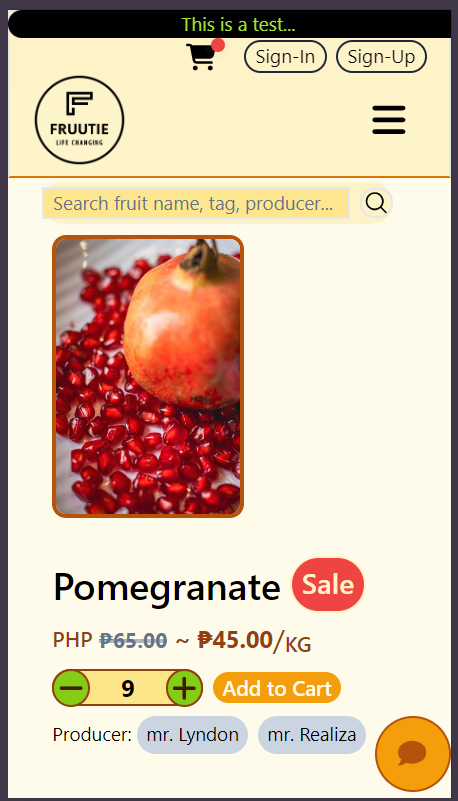 This is a test...
Sign-In Sign-Up
FRUUTIE
LIFE CHANGING
Search fruit name, tag, producer...
Pomegranate Sale
PHP ₱65.00 ~ ₱45.00/KG
9 Add to Cart
Producer: mr. Lyndon mr. Realiza